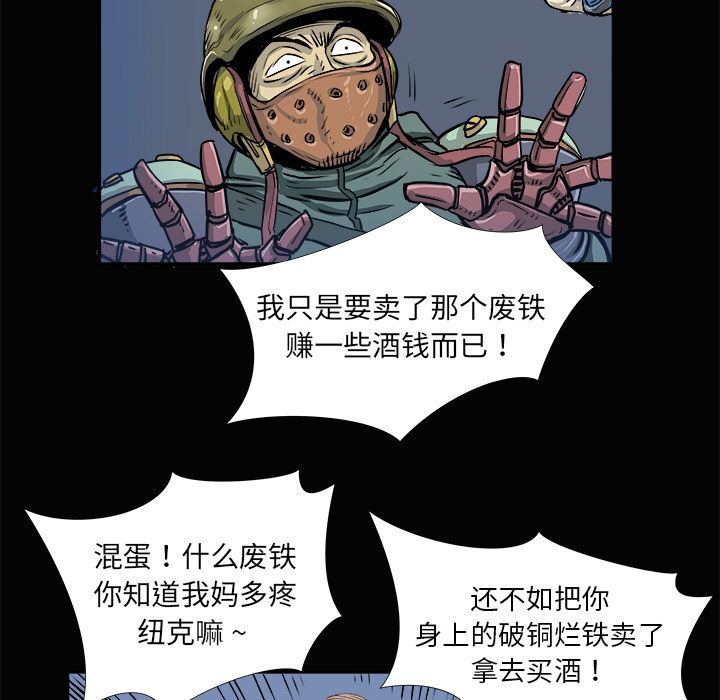 我只是要卖了那个废铁
赚一些酒钱而已！
混蛋！什么废铁
你知道我妈多疼
纽克嘛~
还不如把你
身上的破铜烂铁卖了
拿去买酒！